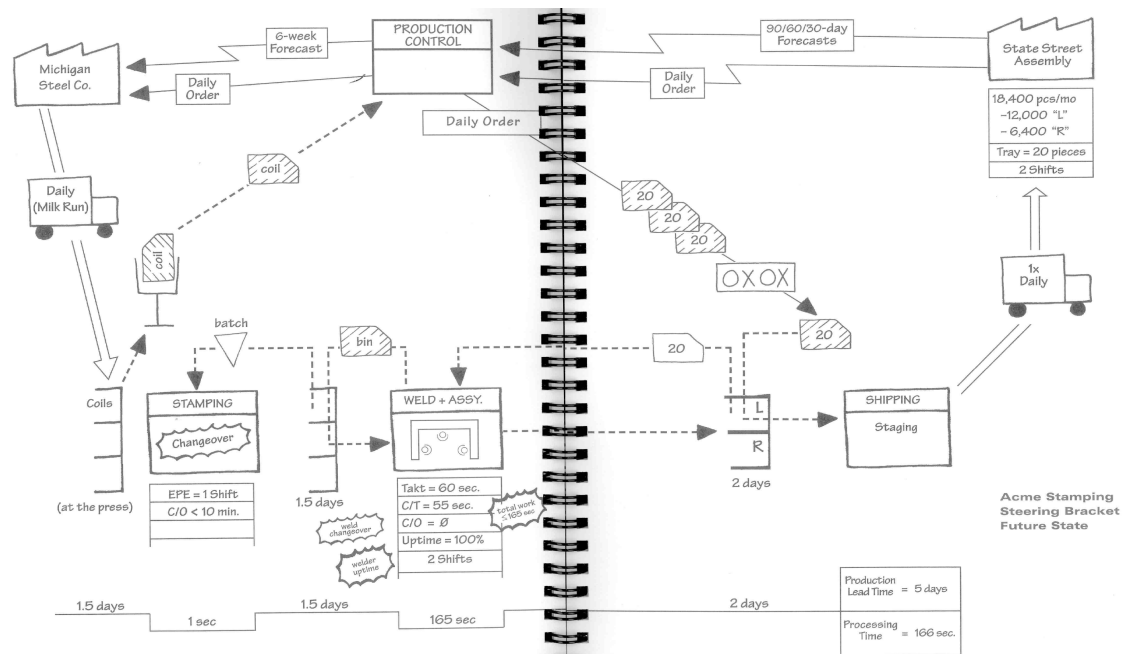 6-week
Forecast
PRODUCTION
CONTROL
90/60/30-day
Forecasts
Michigan
Steel Co.
Daily
Order
Daily
Order
State Street
Assembly
Daily Order
18,400 pcs/mo
-12,000 "L"
- 6,400 "R"
Tray = 20 pieces
2 Shifts
coil
Daily
(Milk Run)
20
20
20
coil
OXOX
1x
Daily
batch
bin
20
20
Coils
STAMPING
WELD + ASSY.
L
R
SHIPPING
Staging
Changeover
(at the press)
EPE = 1 Shift
C/O < 10 min.
1.5 days
Takt = 60 sec.
C/T = 55 sec.
C/O = Ø
Uptime = 100%
2 Shifts
total work
≤ 165 sec
weld
changeover
welder
uptime
2 days
Acme Stamping
Steering Bracket
Future State
1.5 days
1 sec
1.5 days
165 sec
2 days
Production
Lead Time = 5 days
Processing
Time = 166 sec.